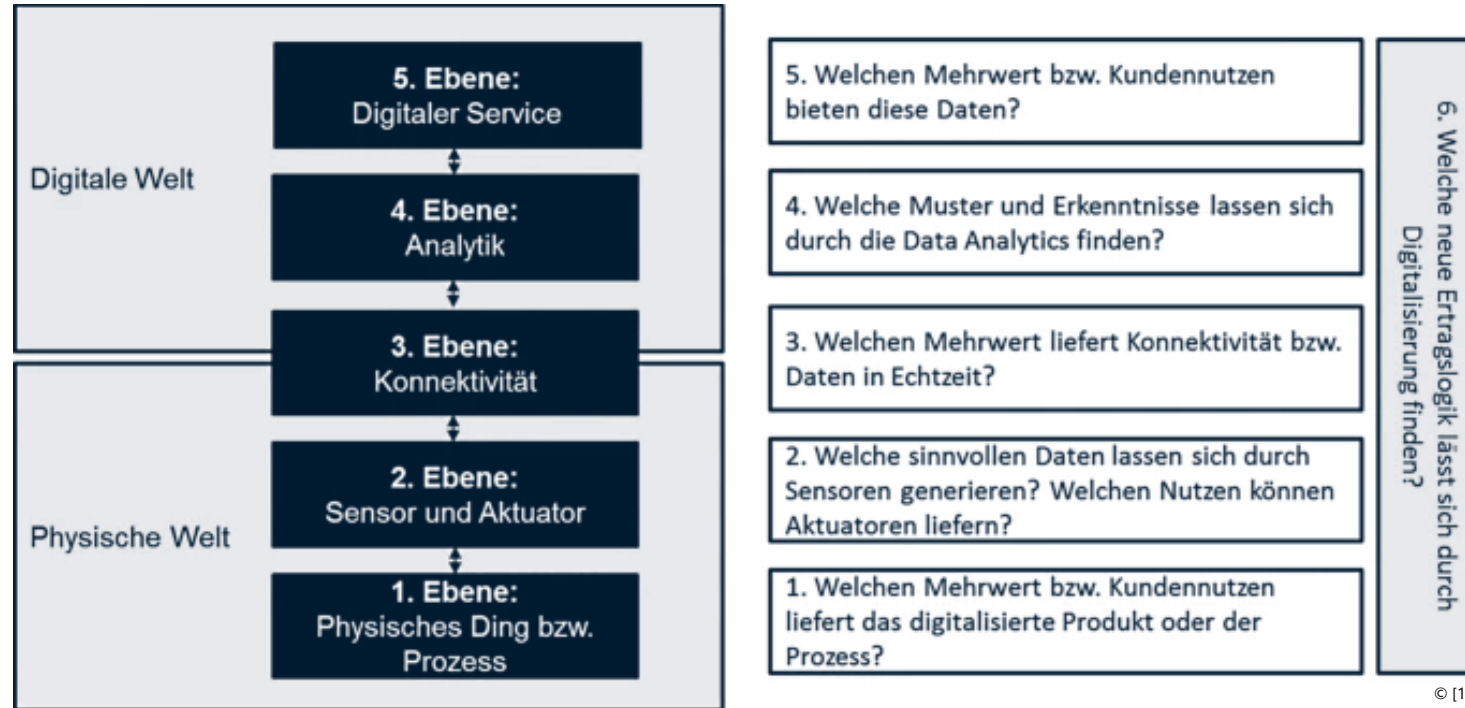 Digitale Welt
Physische Welt
5. Ebene:
Digitaler Service
4. Ebene:
Analytik
3. Ebene:
Konnektivität
2. Ebene:
Sensor und Aktuator
1. Ebene:
Physisches Ding bzw.
Prozess
5. Welchen Mehrwert bzw. Kundennutzen
bieten diese Daten?
4. Welche Muster und Erkenntnisse lassen sich
durch die Data Analytics finden?
3. Welchen Mehrwert liefert Konnektivität bzw.
Daten in Echtzeit?
2. Welche sinnvollen Daten lassen sich durch
Sensoren generieren? Welchen Nutzen können
Aktuatoren liefern?
1. Welchen Mehrwert bzw. Kundennutzen
liefert das digitalisierte Produkt oder der
Prozess?
6. Welche neue Ertragslogik lässt sich durch
Digitalisierung finden?
© [1